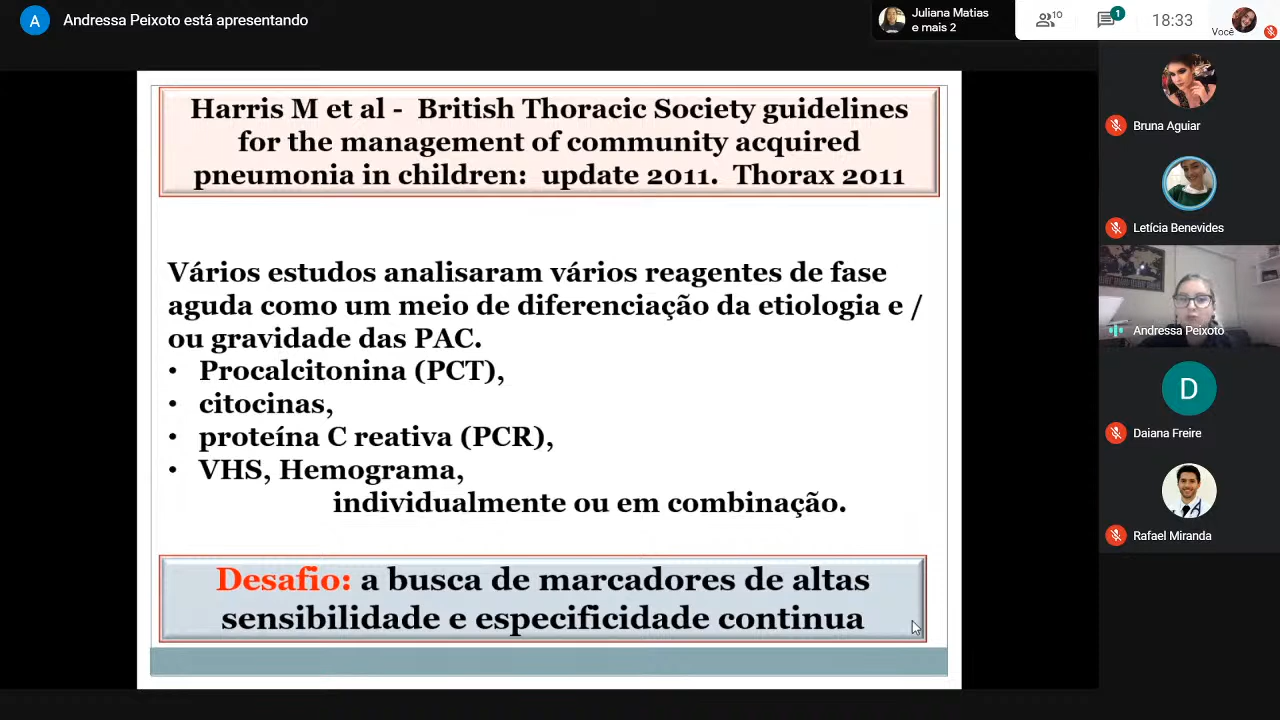 A
Andressa Peixoto está apresentando
Juliana Matias
e mais 2
10
1
18:33
Você
Harris M et al - British Thoracic Society guidelines
for the management of community acquired
pneumonia in children: update 2011. Thorax 2011
Vários estudos analisaram vários reagentes de fase
aguda como um meio de diferenciação da etiologia e /
ou gravidade das PAC.
• Procalcitonina (PCT),
• citocinas,
• proteína C reativa (PCR),
• VHS, Hemograma,
individualmente ou em combinação.
Desafio: a busca de marcadores de altas
sensibilidade e especificidade continua
Bruna Aguiar
Letícia Benevides
Andressa Peixoto
D
Daiana Freire
Rafael Miranda